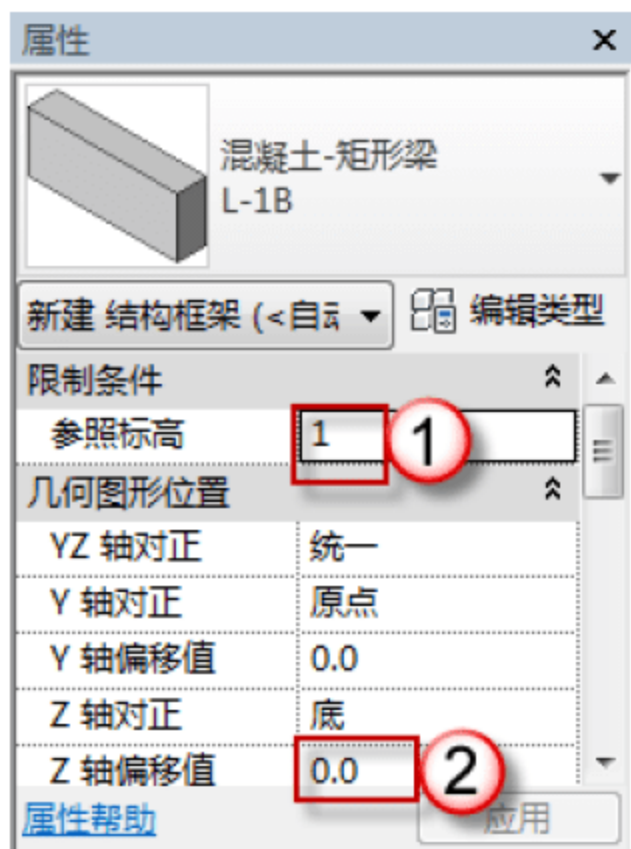 属性
混凝土-矩形梁
L-1B
新建 结构框架 (<自动 编辑类型
限制条件
参照标高 1 1
几何图形位置
YZ 轴对正 统一
Y 轴对正 原点
Y 轴偏移值 0.0
Z 轴对正 底
Z 轴偏移值 0.0 2
属性帮助 应用